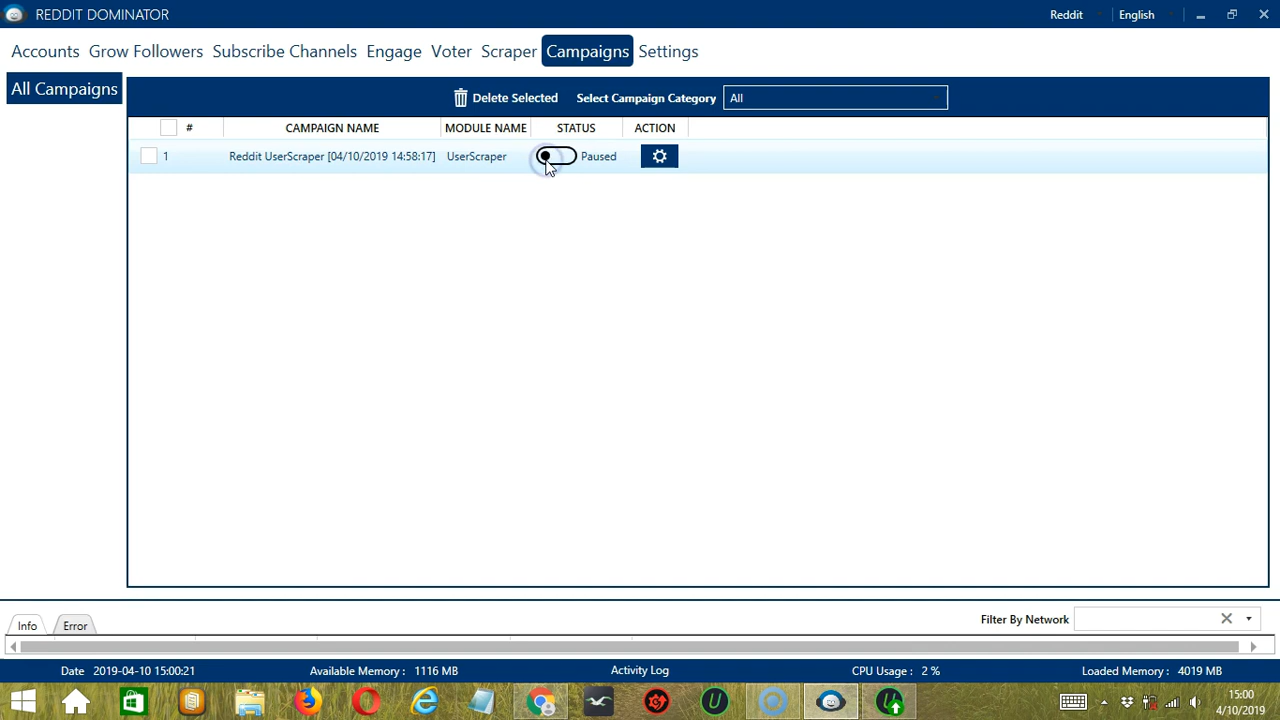 REDDIT DOMINATOR
Reddit English
Accounts Grow Followers Subscribe Channels Engage Voter Scraper Campaigns Settings
All Campaigns
Delete Selected Select Campaign Category All
# CAMPAIGN NAME MODULE NAME STATUS ACTION
1 Reddit UserScraper [04/10/2019 14:58:17] UserScraper Paused
Info Error Filter By Network
Date 2019-04-10 15:00:21 Available Memory : 1116 MB Activity Log CPU Usage : 2 % Loaded Memory : 4019 MB
15:00
4/10/2019